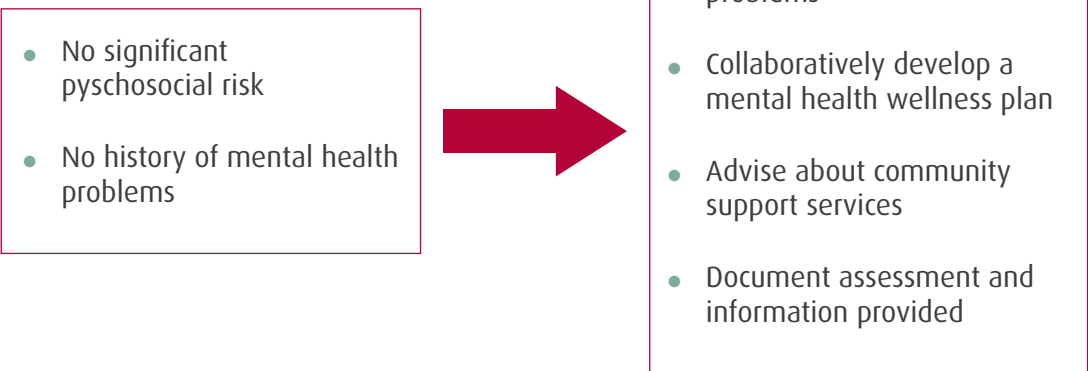 ● No significant
pyschosocial risk
● No history of mental health
problems
problems
● Collaboratively develop a
mental health wellness plan
● Advise about community
support services
● Document assessment and
information provided